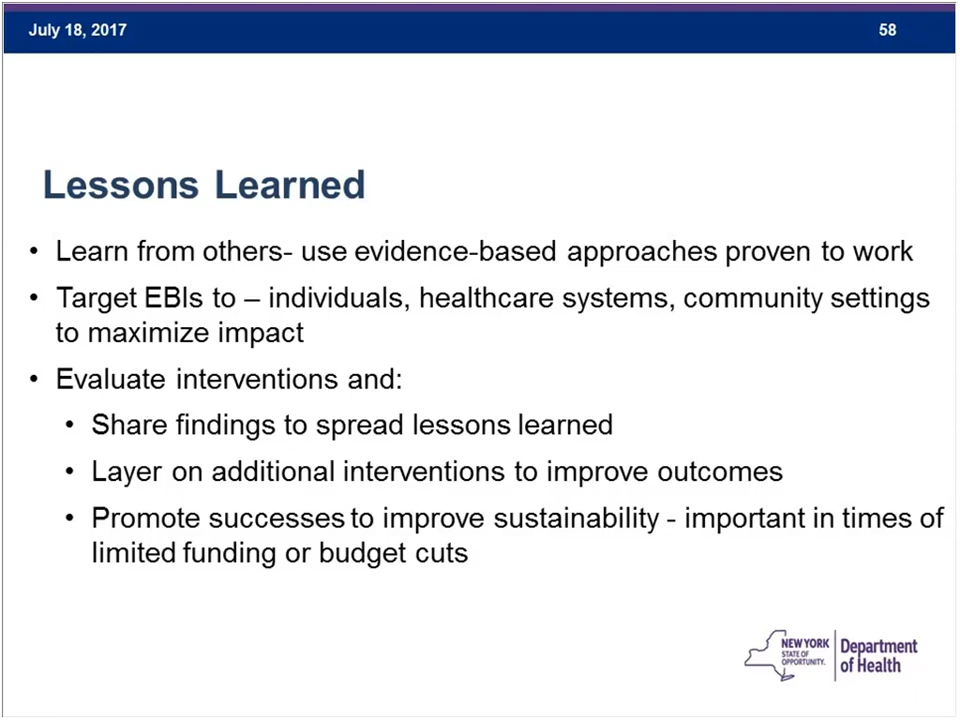 July 18, 2017
58
Lessons Learned
• Learn from others- use evidence-based approaches proven to work
• Target EBIs to – individuals, healthcare systems, community settings
to maximize impact
• Evaluate interventions and:
• Share findings to spread lessons learned
• Layer on additional interventions to improve outcomes
• Promote successes to improve sustainability - important in times of
limited funding or budget cuts
NEW YORK
STATE OF
OPPORTUNITY.
Department
of Health